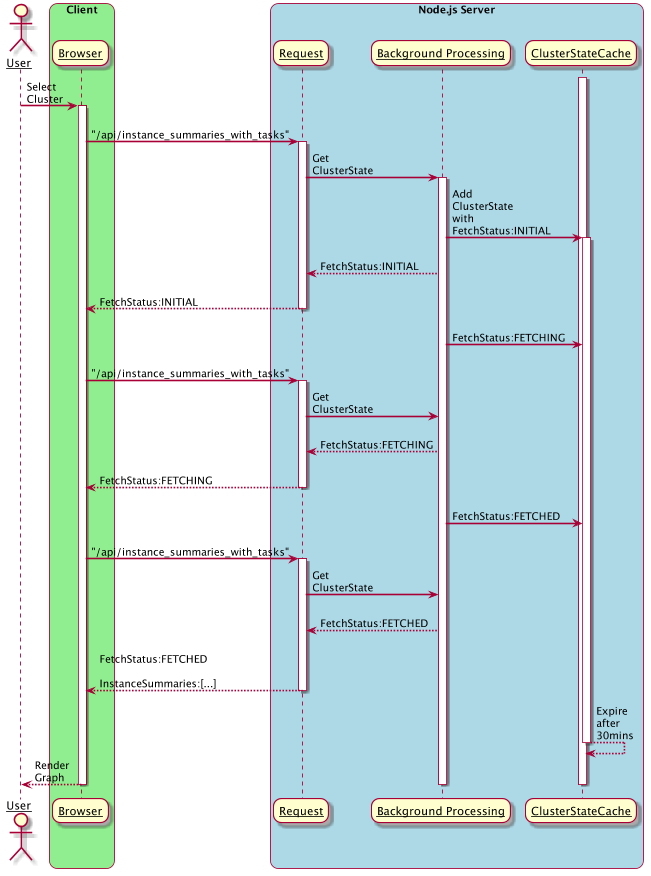 Client
Node.js Server
User
Browser
Request
Background Processing
ClusterStateCache
Select
Cluster
"/api/instance_summaries_with_tasks"
Get
ClusterState
Add
ClusterState
with
FetchStatus:INITIAL
FetchStatus:INITIAL
FetchStatus:INITIAL
FetchStatus:FETCHING
"/api/instance_summaries_with_tasks"
Get
ClusterState
FetchStatus:FETCHING
FetchStatus:FETCHING
FetchStatus:FETCHED
"/api/instance_summaries_with_tasks"
Get
ClusterState
FetchStatus:FETCHED
FetchStatus:FETCHED
InstanceSummaries:[...]
Expire
after
30mins
Render
Graph
User
Browser
Request
Background Processing
ClusterStateCache